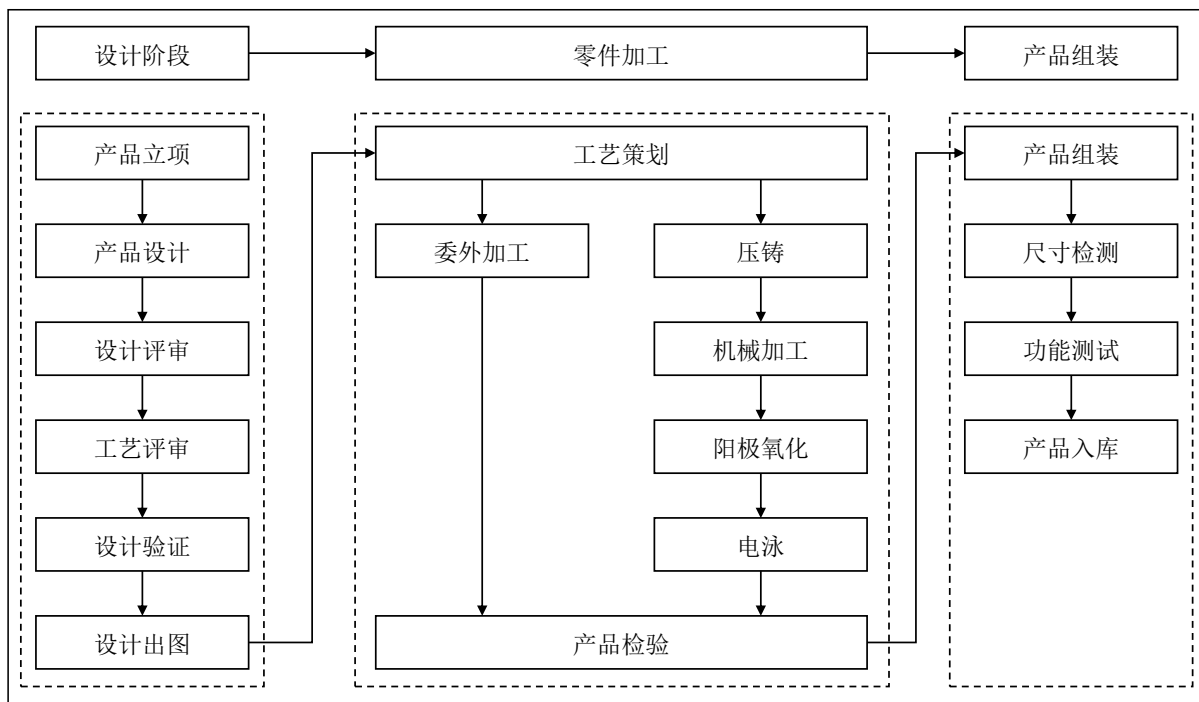 设计阶段
零件加工
产品组装
产品立项
产品设计
设计评审
工艺评审
设计验证
设计出图
工艺策划
委外加工
压铸
机械加工
阳极氧化
电泳
产品检验
产品组装
尺寸检测
功能测试
产品入库